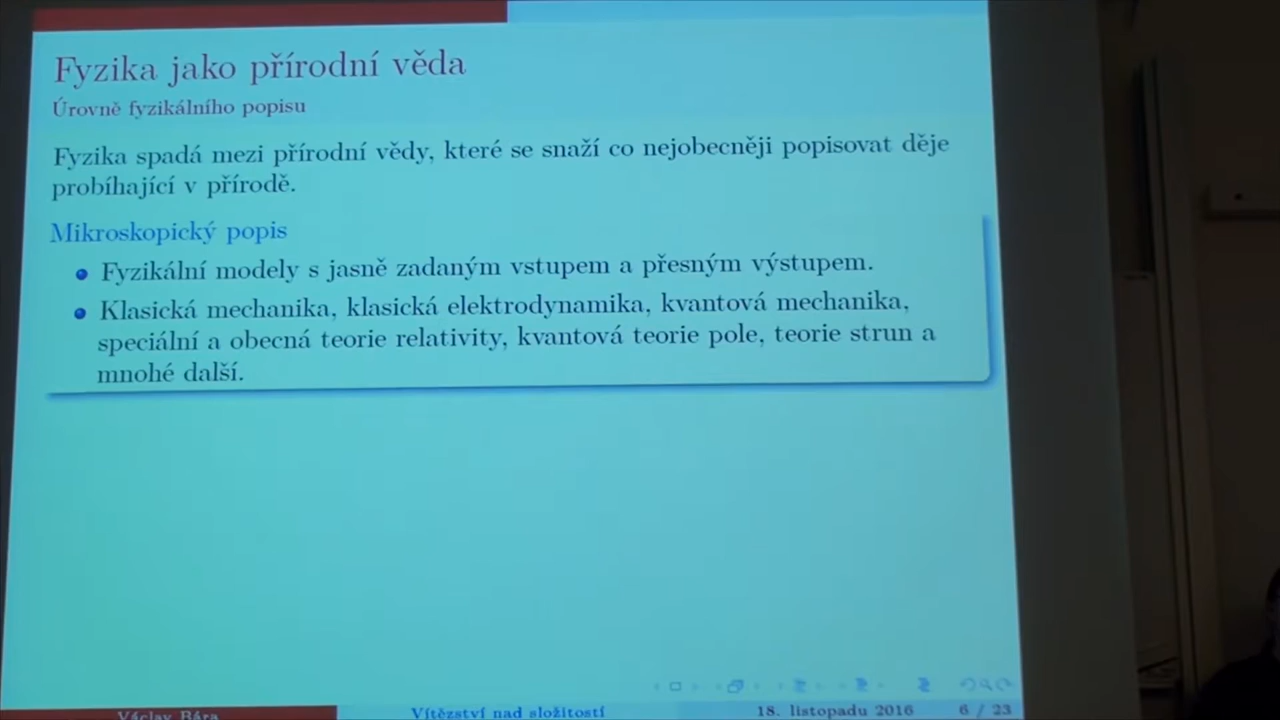 Fyzika jako přírodní věda
Úrovně fyzikálního popisu
Fyzika spadá mezi přírodní vědy, které se snaží co nejobecněji popisovat děje
probíhající v přírodě.
Mikroskopický popis
Fyzikální modely s jasně zadaným vstupem a přesným výstupem.
Klasická mechanika, klasická elektrodynamika, kvantová mechanika,
speciální a obecná teorie relativity, kvantová teorie pole, teorie strun a
mnohé další.
Václav Bára
Vítězství nad složitostí
18. listopadu 2016
6 / 23